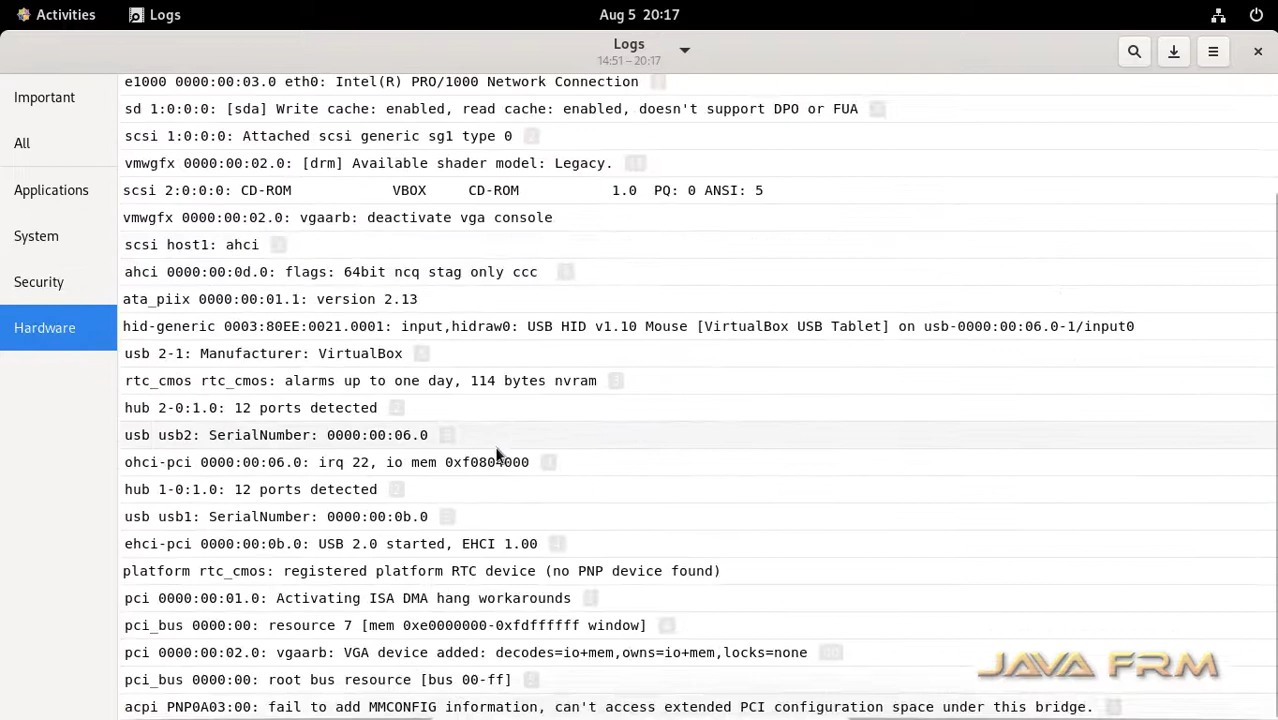 Activities Logs Aug 5 20:17
Logs
14:51 – 20:17
Important
All
Applications
System
Security
Hardware
e1000 0000:00:03.0 eth0: Intel(R) PRO/1000 Network Connection
sd 1:0:0:0: [sda] Write cache: enabled, read cache: enabled, doesn't support DPO or FUA
scsi 1:0:0:0: Attached scsi generic sg1 type 0
vmwgfx 0000:00:02.0: [drm] Available shader model: Legacy.
scsi 2:0:0:0: CD-ROM VBOX CD-ROM 1.0 PQ: 0 ANSI: 5
vmwgfx 0000:00:02.0: vgaarb: deactivate vga console
scsi host1: ahci
ahci 0000:00:0d.0: flags: 64bit ncq stag only ccc
ata_piix 0000:00:01.1: version 2.13
hid-generic 0003:80EE:0021.0001: input,hidraw0: USB HID v1.10 Mouse [VirtualBox USB Tablet] on usb-0000:00:06.0-1/input0
usb 2-1: Manufacturer: VirtualBox
rtc_cmos rtc_cmos: alarms up to one day, 114 bytes nvram
hub 2-0:1.0: 12 ports detected
usb usb2: SerialNumber: 0000:00:06.0
ohci-pci 0000:00:06.0: irq 22, io mem 0xf0804000
hub 1-0:1.0: 12 ports detected
usb usb1: SerialNumber: 0000:00:0b.0
ehci-pci 0000:00:0b.0: USB 2.0 started, EHCI 1.00
platform rtc_cmos: registered platform RTC device (no PNP device found)
pci 0000:00:01.0: Activating ISA DMA hang workarounds
pci_bus 0000:00: resource 7 [mem 0xe0000000-0xfdffffff window]
pci 0000:00:02.0: vgaarb: VGA device added: decodes=io+mem,owns=io+mem,locks=none
pci_bus 0000:00: root bus resource [bus 00-ff]
acpi PNP0A03:00: fail to add MMCONFIG information, can't access extended PCI configuration space under this bridge.
JAVA FRM